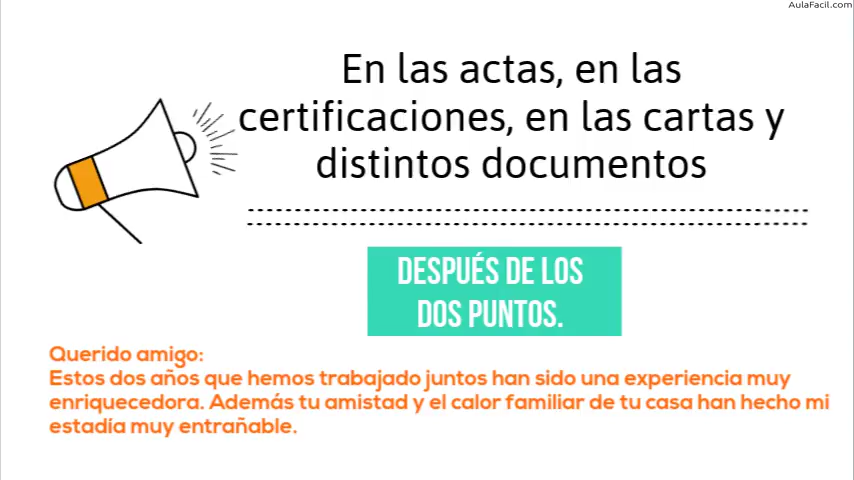 AulaFacil.com
En las actas, en las
certificaciones, en las cartas y
distintos documentos
DESPUÉS DE LOS
DOS PUNTOS.
Querido amigo:
Estos dos años que hemos trabajado juntos han sido una experiencia muy
enriquecedora. Además tu amistad y el calor familiar de tu casa han hecho mi
estadía muy entrañable.